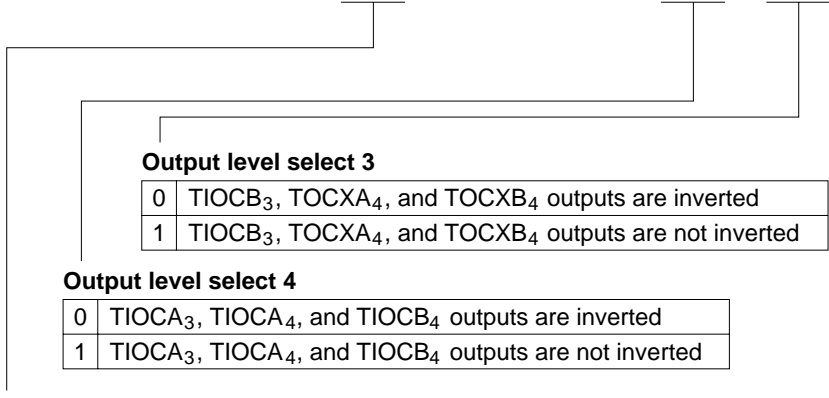 Output level select 3
0 TIOCB₃, TOCXA₄, and TOCXB₄ outputs are inverted
1 TIOCB₃, TOCXA₄, and TOCXB₄ outputs are not inverted
Output level select 4
0 TIOCA₃, TIOCA₄, and TIOCB₄ outputs are inverted
1 TIOCA₃, TIOCA₄, and TIOCB₄ outputs are not inverted